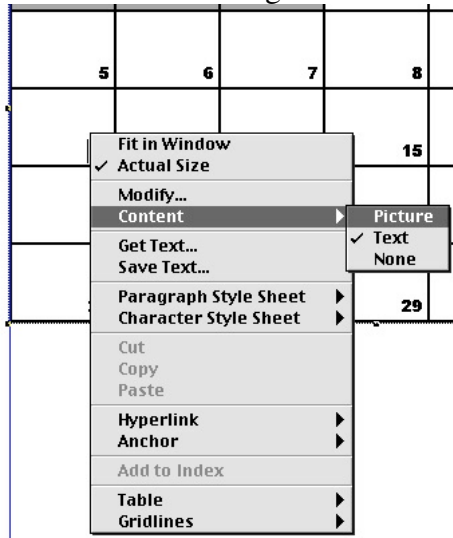 5 6 7 8
15
Fit in Window
✓ Actual Size
Modify...
Content
Picture
✓ Text
None
Get Text...
Save Text...
Paragraph Style Sheet
Character Style Sheet
29
Cut
Copy
Paste
Hyperlink
Anchor
Add to Index
Table
Gridlines